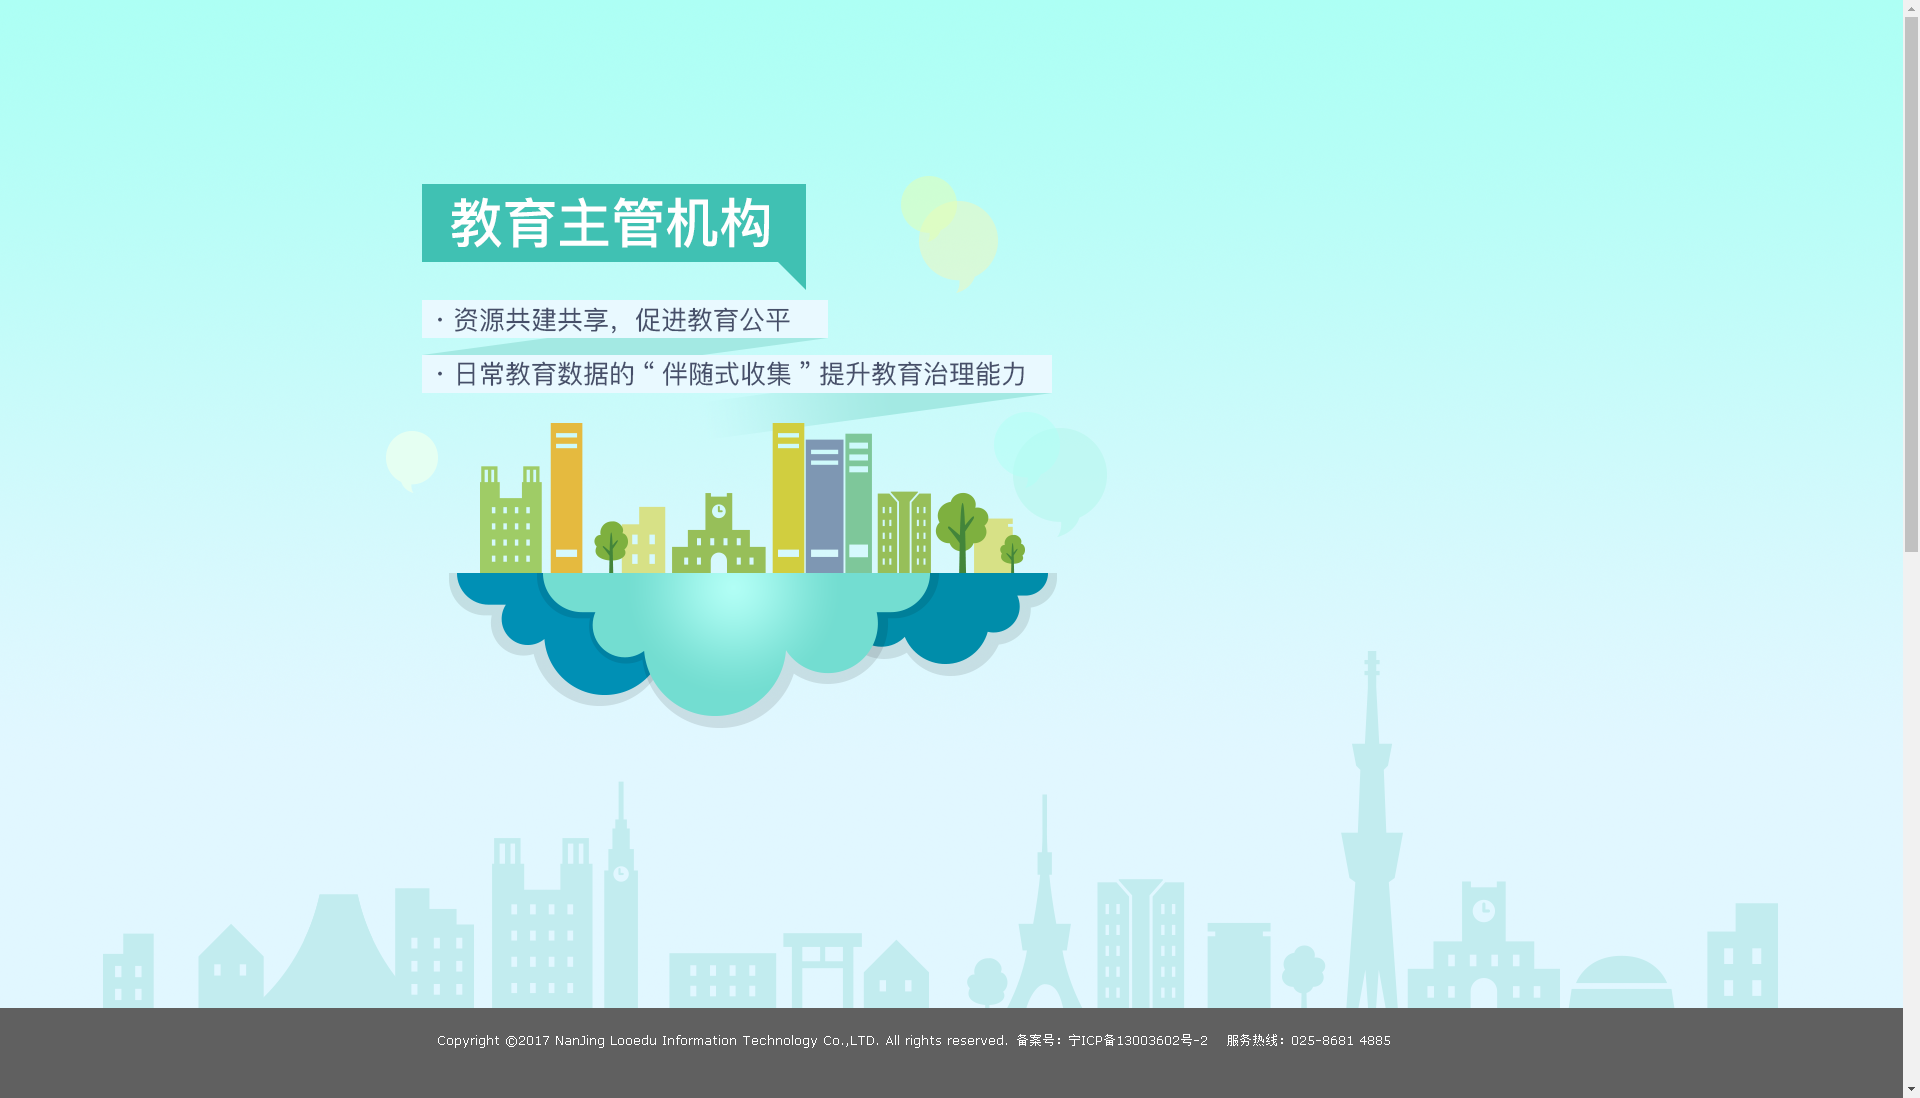 教育主管机构
· 资源共建共享，促进教育公平
· 日常教育数据的“伴随式收集”提升教育治理能力
Copyright ©2017 NanJing Looedu Information Technology Co.,LTD. All rights reserved. 备案号：宁ICP备13003602号-2 服务热线：025-8681 4885